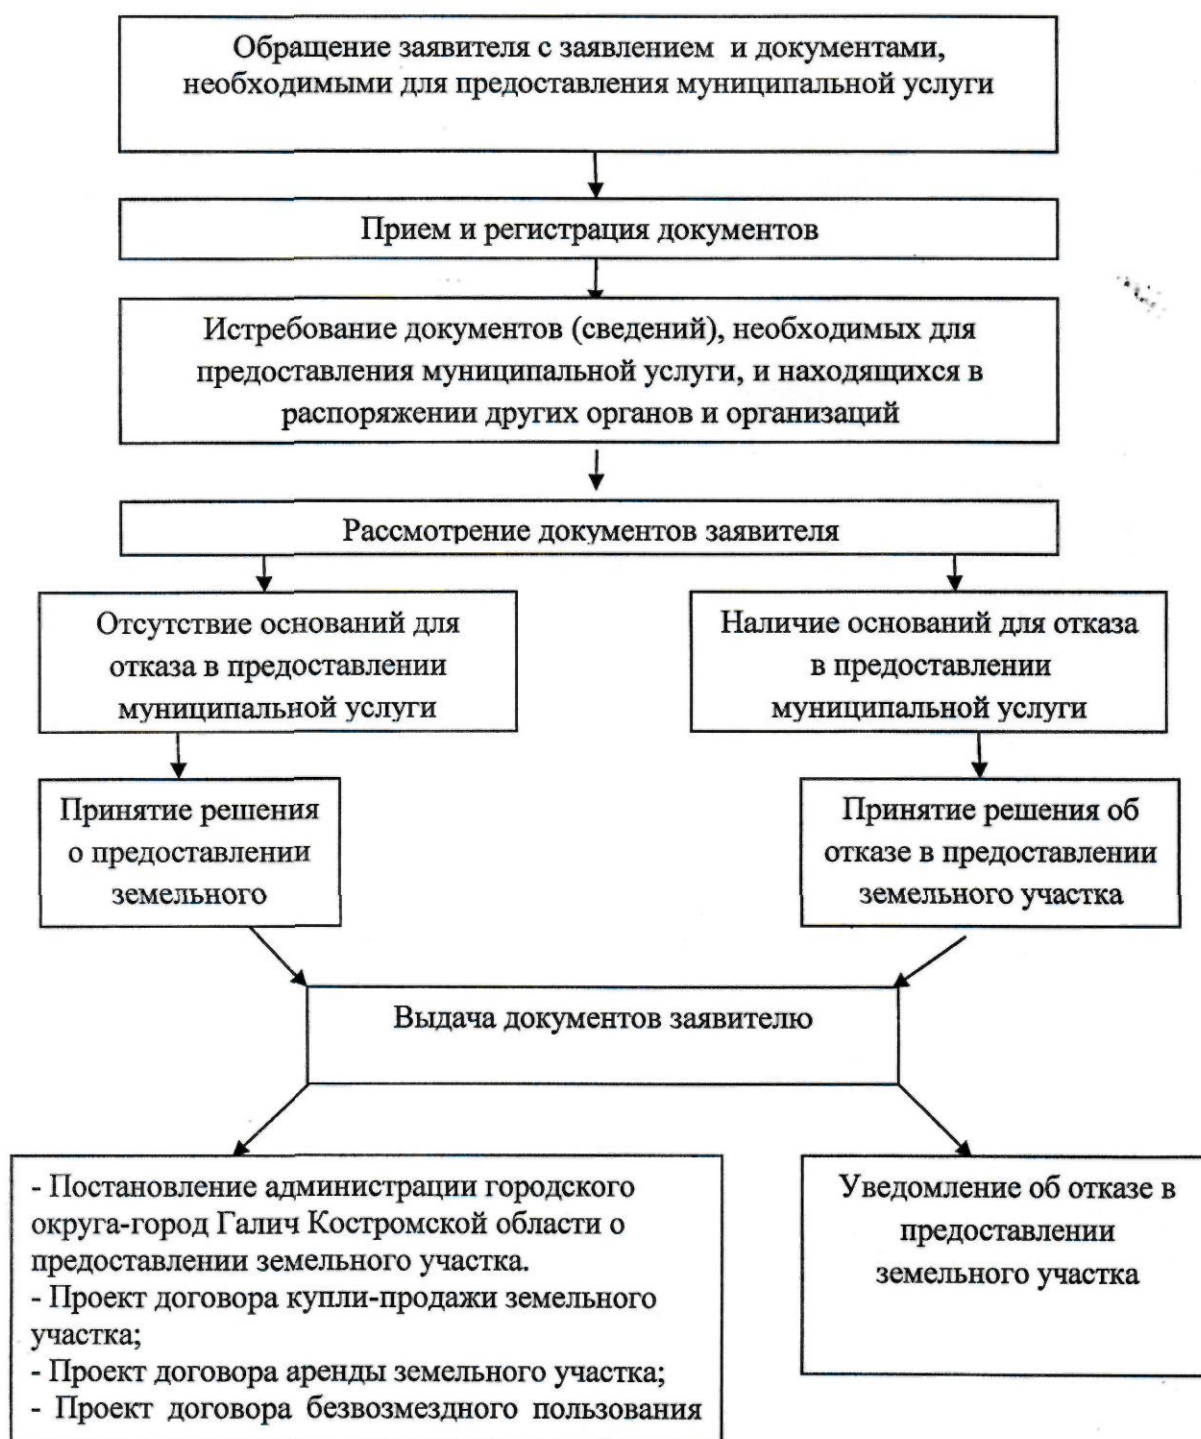 Обращение заявителя с заявлением и документами,
необходимыми для предоставления муниципальной услуги
Прием и регистрация документов
Истребование документов (сведений), необходимых для
предоставления муниципальной услуги, и находящихся в
распоряжении других органов и организаций
Рассмотрение документов заявителя
Отсутствие оснований для
отказа в предоставлении
муниципальной услуги
Наличие оснований для отказа
в предоставлении
муниципальной услуги
Принятие решения
о предоставлении
земельного
Принятие решения об
отказе в предоставлении
земельного участка
Выдача документов заявителю
- Постановление администрации городского
округа-город Галич Костромской области о
предоставлении земельного участка.
- Проект договора купли-продажи земельного
участка;
- Проект договора аренды земельного участка;
- Проект договора безвозмездного пользования
Уведомление об отказе в
предоставлении
земельного участка